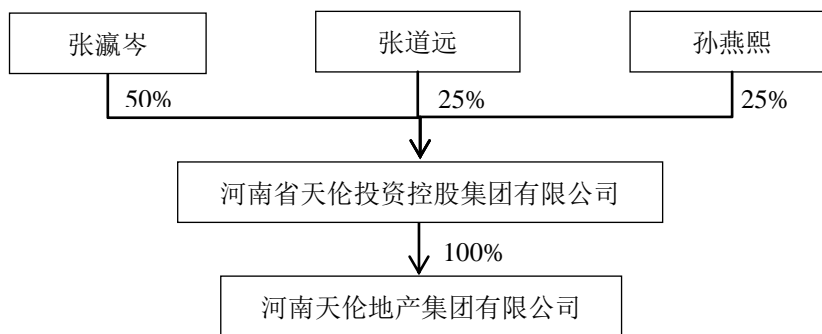 张瀛岑
张道远
孙燕熙
50%
25%
25%
河南省天伦投资控股集团有限公司
100%
河南天伦地产集团有限公司